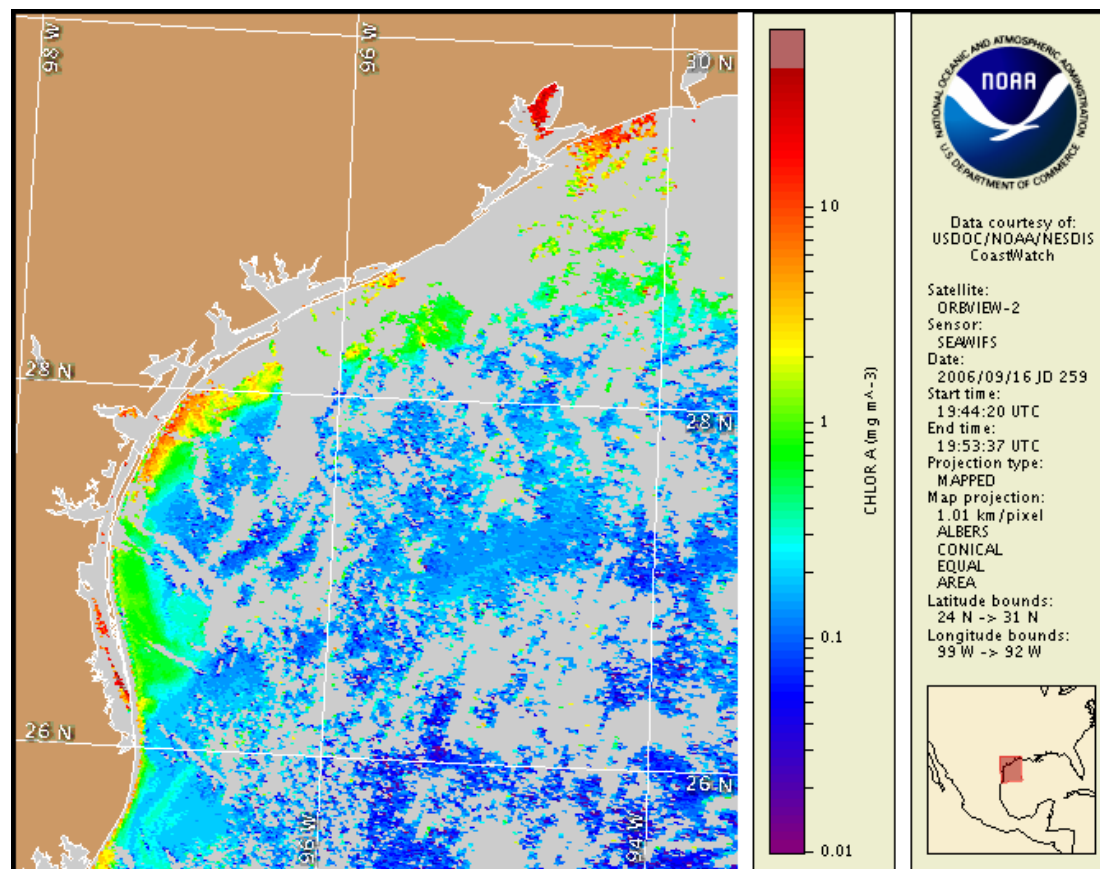 98 W
96 W
30 N
28 N
28 N
26 N
26 N
96 W
94 W
10
1
0.1
0.01
CHLOR A (mg m^-3)
NATIONAL OCEANIC AND ATMOSPHERIC ADMINISTRATION
NOAA
U.S. DEPARTMENT OF COMMERCE
Data courtesy of:
USDOC/NOAA/NESDIS
CoastWatch
Satellite:
ORBVIEW-2
Sensor:
SEAWIFS
Date:
2006/09/16 JD 259
Start time:
19:44:20 UTC
End time:
19:53:37 UTC
Projection type:
MAPPED
Map projection:
1.01 km/pixel
ALBERS
CONICAL
EQUAL
AREA
Latitude bounds:
24 N -> 31 N
Longitude bounds:
99 W -> 92 W